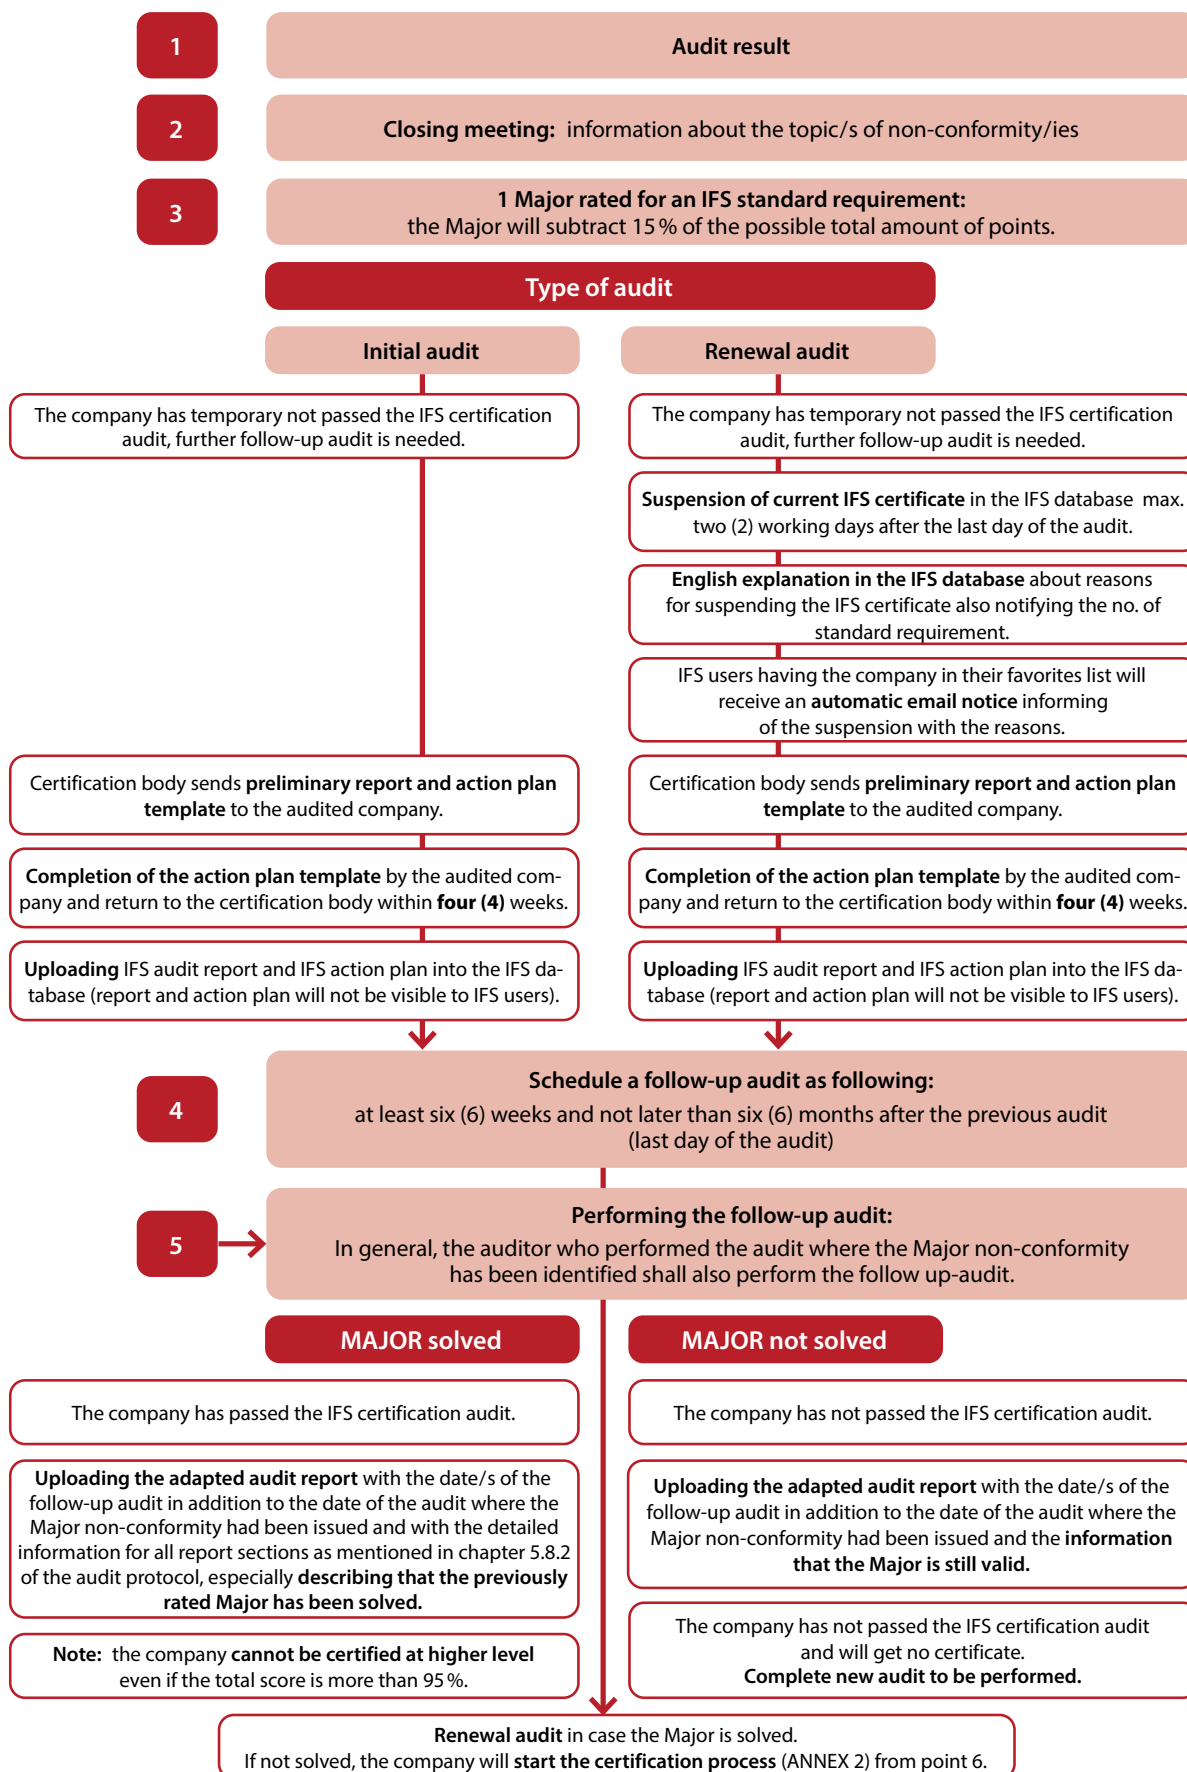 1
Audit result
2
Closing meeting: information about the topic/s of non-conformity/ies
3
1 Major rated for an IFS standard requirement:
the Major will subtract 15 % of the possible total amount of points.
Type of audit
Initial audit
Renewal audit
The company has temporary not passed the IFS certification
audit, further follow-up audit is needed.
The company has temporary not passed the IFS certification
audit, further follow-up audit is needed.
Suspension of current IFS certificate in the IFS database max.
two (2) working days after the last day of the audit.
English explanation in the IFS database about reasons
for suspending the IFS certificate also notifying the no. of
standard requirement.
IFS users having the company in their favorites list will
receive an automatic email notice informing
of the suspension with the reasons.
Certification body sends preliminary report and action plan
template to the audited company.
Certification body sends preliminary report and action plan
template to the audited company.
Completion of the action plan template by the audited com-
pany and return to the certification body within four (4) weeks.
Completion of the action plan template by the audited com-
pany and return to the certification body within four (4) weeks.
Uploading IFS audit report and IFS action plan into the IFS da-
tabase (report and action plan will not be visible to IFS users).
Uploading IFS audit report and IFS action plan into the IFS da-
tabase (report and action plan will not be visible to IFS users).
4
Schedule a follow-up audit as following:
at least six (6) weeks and not later than six (6) months after the previous audit
(last day of the audit)
5
Performing the follow-up audit:
In general, the auditor who performed the audit where the Major non-conformity
has been identified shall also perform the follow up-audit.
MAJOR solved
MAJOR not solved
The company has passed the IFS certification audit.
The company has not passed the IFS certification audit.
Uploading the adapted audit report with the date/s of the
follow-up audit in addition to the date of the audit where the
Major non-conformity had been issued and with the detailed
information for all report sections as mentioned in chapter 5.8.2
of the audit protocol, especially describing that the previously
rated Major has been solved.
Uploading the adapted audit report with the date/s of the
follow-up audit in addition to the date of the audit where the
Major non-conformity had been issued and the information
that the Major is still valid.
Note: the company cannot be certified at higher level
even if the total score is more than 95 %.
The company has not passed the IFS certification audit
and will get no certificate.
Complete new audit to be performed.
Renewal audit in case the Major is solved.
If not solved, the company will start the certification process (ANNEX 2) from point 6.